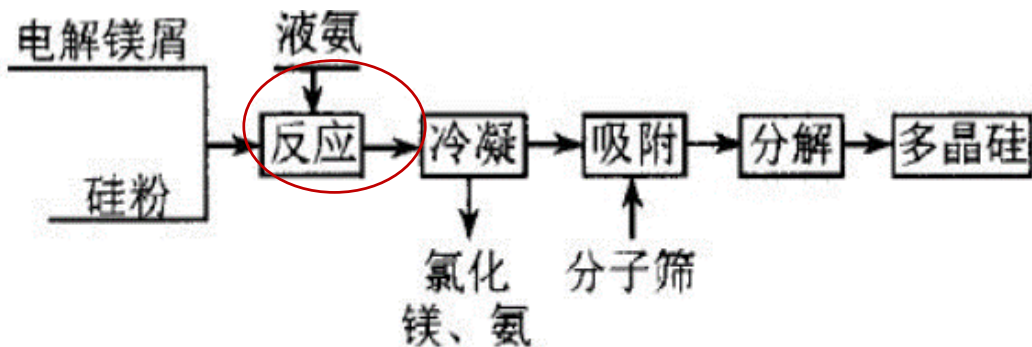 电解镁屑
液氨
反应
冷凝
吸附
分解
多晶硅
硅粉
氯化
镁、氨
分子筛